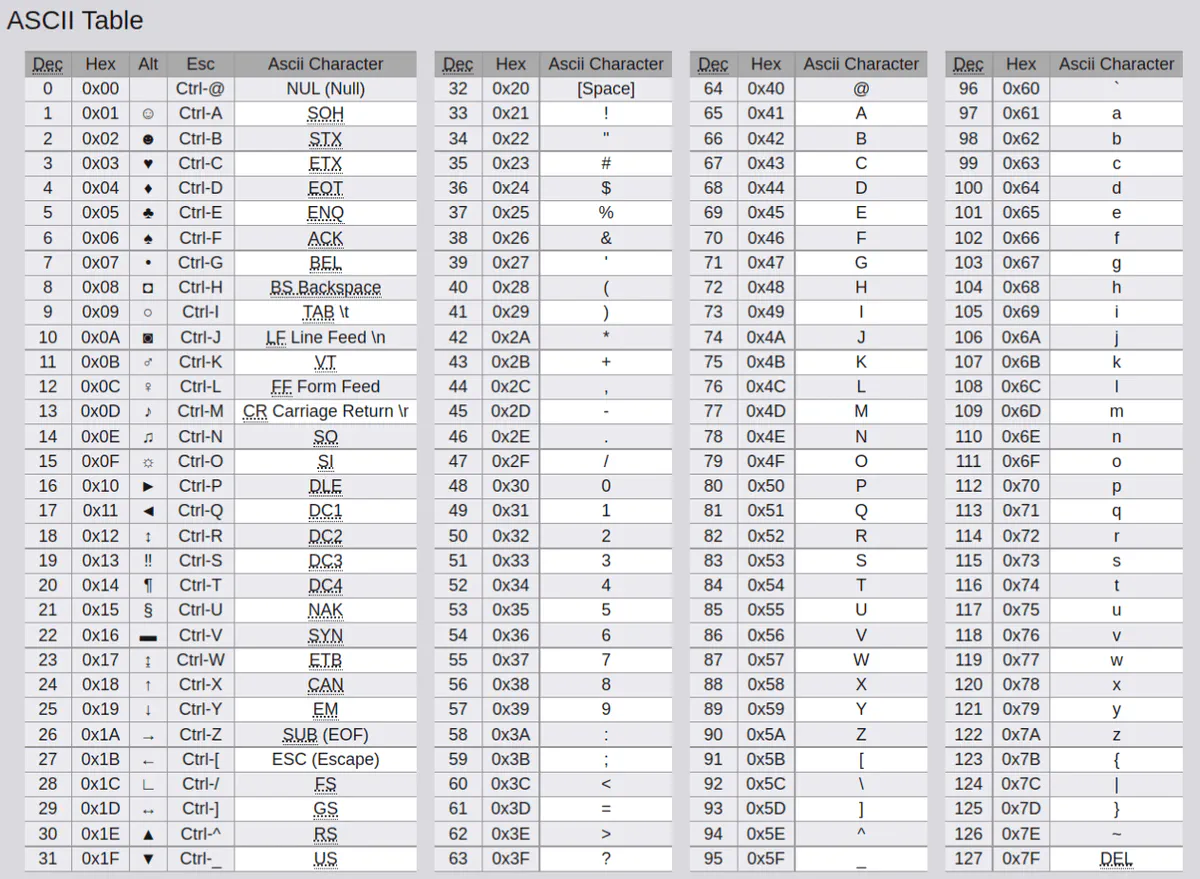 ASCII Table
Dec Hex Alt Esc Ascii Character Dec Hex Ascii Character Dec Hex Ascii Character Dec Hex Ascii Character
0 0x00 Ctrl-@ NUL (Null) 32 0x20 [Space] 64 0x40 @ 96 0x60 `
1 0x01 ☺ Ctrl-A SOH 33 0x21 ! 65 0x41 A 97 0x61 a
2 0x02 ☻ Ctrl-B STX 34 0x22 " 66 0x42 B 98 0x62 b
3 0x03 ♥ Ctrl-C ETX 35 0x23 # 67 0x43 C 99 0x63 c
4 0x04 ♦ Ctrl-D EOT 36 0x24 $ 68 0x44 D 100 0x64 d
5 0x05 ♣ Ctrl-E ENQ 37 0x25 % 69 0x45 E 101 0x65 e
6 0x06 ♠ Ctrl-F ACK 38 0x26 & 70 0x46 F 102 0x66 f
7 0x07 • Ctrl-G BEL 39 0x27 ' 71 0x47 G 103 0x67 g
8 0x08 ◘ Ctrl-H BS Backspace 40 0x28 ( 72 0x48 H 104 0x68 h
9 0x09 ○ Ctrl-I TAB \t 41 0x29 ) 73 0x49 I 105 0x69 i
10 0x0A ◙ Ctrl-J LF Line Feed \n 42 0x2A * 74 0x4A J 106 0x6A j
11 0x0B ♂ Ctrl-K VT 43 0x2B + 75 0x4B K 107 0x6B k
12 0x0C ♀ Ctrl-L FF Form Feed 44 0x2C , 76 0x4C L 108 0x6C l
13 0x0D ♪ Ctrl-M CR Carriage Return \r 45 0x2D - 77 0x4D M 109 0x6D m
14 0x0E ♫ Ctrl-N SO 46 0x2E . 78 0x4E N 110 0x6E n
15 0x0F ☼ Ctrl-O SI 47 0x2F / 79 0x4F O 111 0x6F o
16 0x10 ► Ctrl-P DLE 48 0x30 0 80 0x50 P 112 0x70 p
17 0x11 ◄ Ctrl-Q DC1 49 0x31 1 81 0x51 Q 113 0x71 q
18 0x12 ↕ Ctrl-R DC2 50 0x32 2 82 0x52 R 114 0x72 r
19 0x13 ‼ Ctrl-S DC3 51 0x33 3 83 0x53 S 115 0x73 s
20 0x14 ¶ Ctrl-T DC4 52 0x34 4 84 0x54 T 116 0x74 t
21 0x15 § Ctrl-U NAK 53 0x35 5 85 0x55 U 117 0x75 u
22 0x16 ▬ Ctrl-V SYN 54 0x36 6 86 0x56 V 118 0x76 v
23 0x17 ↨ Ctrl-W ETB 55 0x37 7 87 0x57 W 119 0x77 w
24 0x18 ↑ Ctrl-X CAN 56 0x38 8 88 0x58 X 120 0x78 x
25 0x19 ↓ Ctrl-Y EM 57 0x39 9 89 0x59 Y 121 0x79 y
26 0x1A → Ctrl-Z SUB (EOF) 58 0x3A : 90 0x5A Z 122 0x7A z
27 0x1B ← Ctrl-[ ESC (Escape) 59 0x3B ; 91 0x5B [ 123 0x7B {
28 0x1C ∟ Ctrl-/ FS 60 0x3C < 92 0x5C \ 124 0x7C |
29 0x1D ↔ Ctrl-] GS 61 0x3D = 93 0x5D ] 125 0x7D }
30 0x1E ▲ Ctrl-^ RS 62 0x3E > 94 0x5E ^ 126 0x7E ~
31 0x1F ▼ Ctrl-_ US 63 0x3F ? 95 0x5F _ 127 0x7F DEL